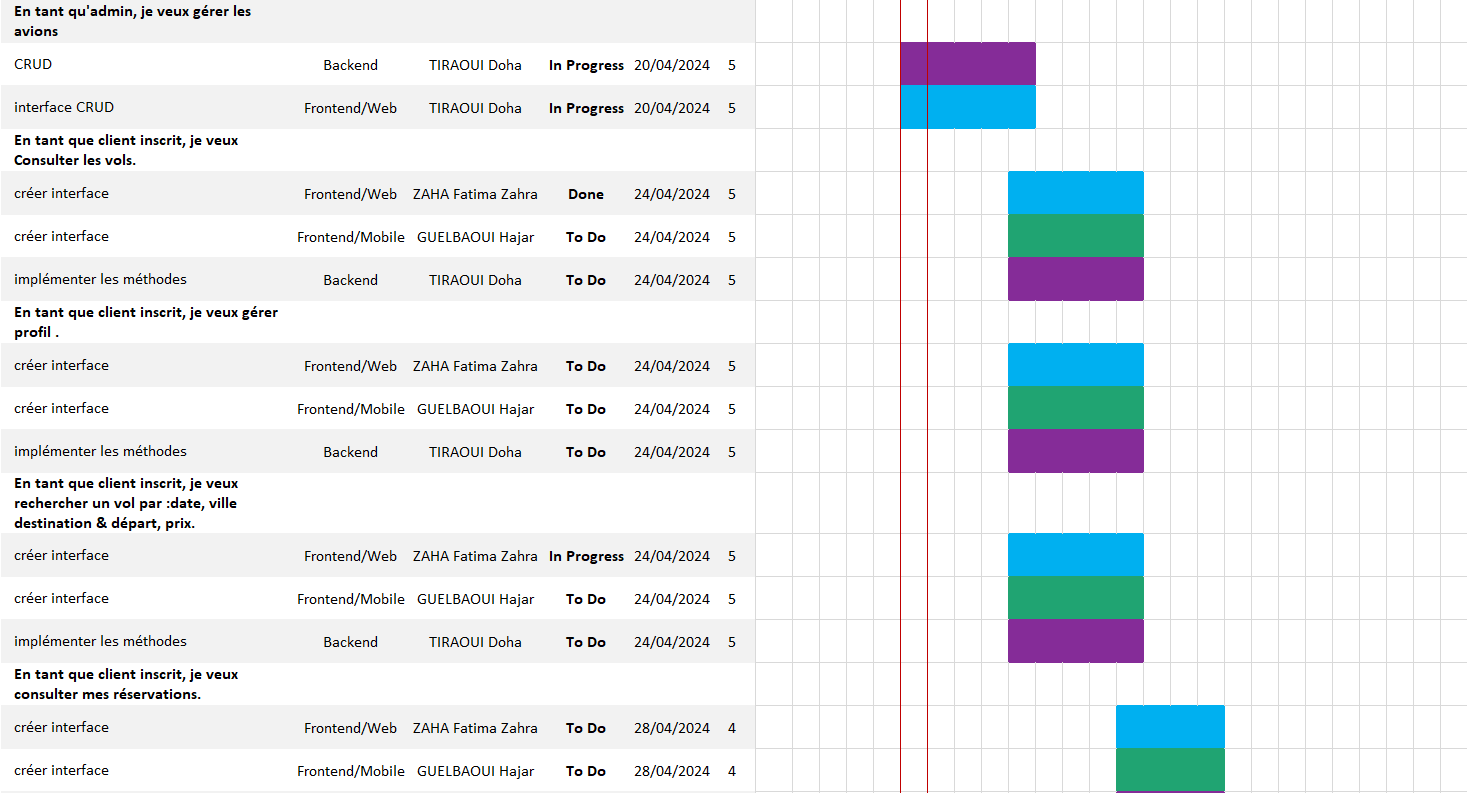 En tant qu'admin, je veux gérer les
avions
CRUD Backend TIRAOUI Doha In Progress 20/04/2024 5
interface CRUD Frontend/Web TIRAOUI Doha In Progress 20/04/2024 5
En tant que client inscrit, je veux
Consulter les vols.
créer interface Frontend/Web ZAHA Fatima Zahra Done 24/04/2024 5
créer interface Frontend/Mobile GUELBAOUI Hajar To Do 24/04/2024 5
implémenter les méthodes Backend TIRAOUI Doha To Do 24/04/2024 5
En tant que client inscrit, je veux gérer
profil .
créer interface Frontend/Web ZAHA Fatima Zahra To Do 24/04/2024 5
créer interface Frontend/Mobile GUELBAOUI Hajar To Do 24/04/2024 5
implémenter les méthodes Backend TIRAOUI Doha To Do 24/04/2024 5
En tant que client inscrit, je veux
rechercher un vol par :date, ville
destination & départ, prix.
créer interface Frontend/Web ZAHA Fatima Zahra In Progress 24/04/2024 5
créer interface Frontend/Mobile GUELBAOUI Hajar To Do 24/04/2024 5
implémenter les méthodes Backend TIRAOUI Doha To Do 24/04/2024 5
En tant que client inscrit, je veux
consulter mes réservations.
créer interface Frontend/Web ZAHA Fatima Zahra To Do 28/04/2024 4
créer interface Frontend/Mobile GUELBAOUI Hajar To Do 28/04/2024 4